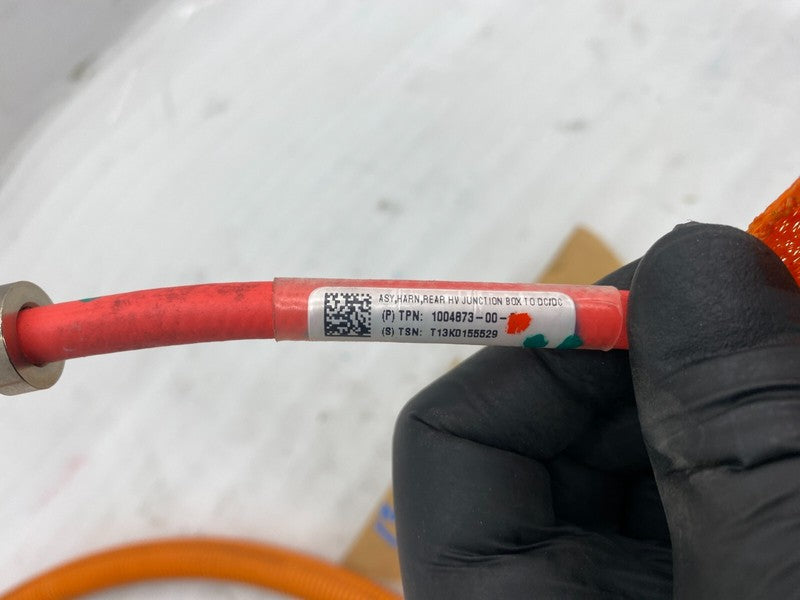 ASY,HARN,REAR HV JUNCTION BOX TO DC/DC
(P) TPN: 1004873-00-
(S) TSN: T13K0155529